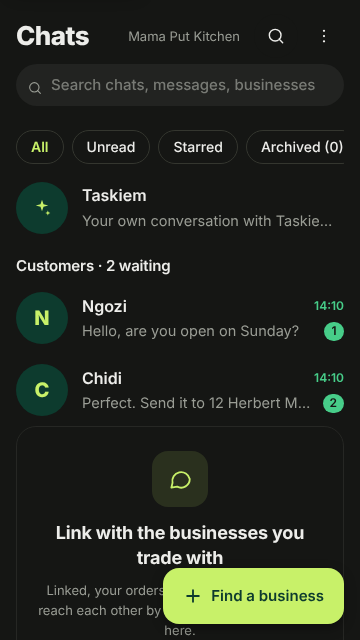 Chats
Mama Put Kitchen
Search chats, messages, businesses
All
Unread
Starred
Archived (0)
Taskiem
Your own conversation with Taskie...
Customers · 2 waiting
N
Ngozi
14:10
Hello, are you open on Sunday?
1
C
Chidi
14:10
Perfect. Send it to 12 Herbert M...
2
Link with the businesses you
trade with
Linked, your orders
reach each other by
here.
+ Find a business